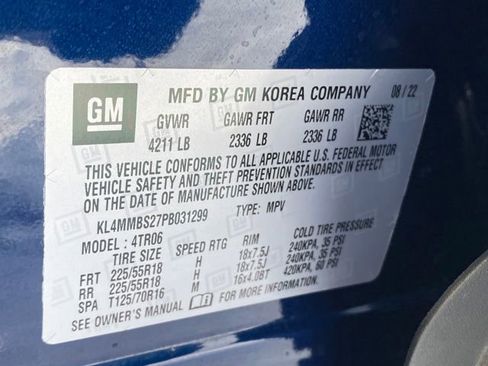 GM
MFD BY GM KOREA COMPANY 08 / 22
GVWR GAWR FRT GAWR RR
4211 LB 2336 LB 2336 LB
THIS VEHICLE CONFORMS TO ALL APPLICABLE U.S. FEDERAL MOTOR
VEHICLE SAFETY AND THEFT PREVENTION STANDARDS IN EFFECT
ON THE DATE OF MANUFACTURE SHOWN ABOVE.
KL4MMBS27PB031299 TYPE: MPV
MODEL : 4TR06
TIRE SIZE SPEED RTG RIM COLD TIRE PRESSURE
FRT 225/55R18 H 18x7.5J 240KPA, 35 PSI
RR 225/55R18 H 18x7.5J 240KPA, 35 PSI
SPA T125/70R16 M 16x4.0BT 420KPA, 60 PSI
SEE OWNER'S MANUAL FOR MORE INFORMATION.